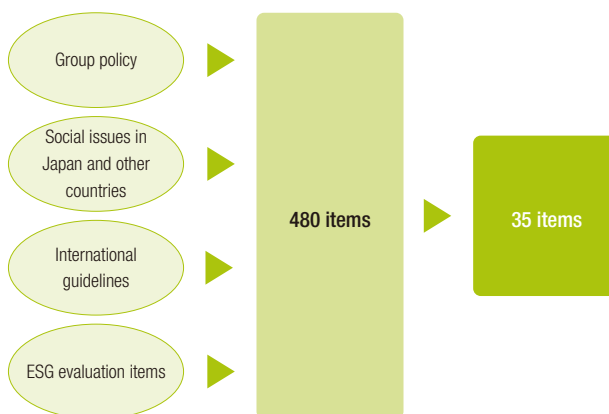 Group policy
Social issues in
Japan and other
countries
International
guidelines
ESG evaluation items
480 items
35 items